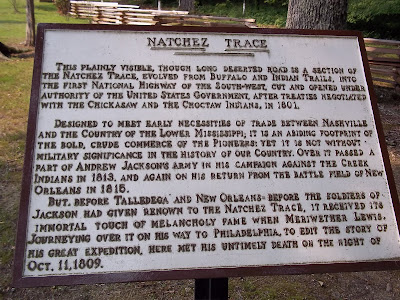 NATCHEZ TRACE
THIS PLAINLY VISIBLE, THOUGH LONG DESERTED ROAD IS A SECTION OF
THE NATCHEZ TRACE, EVOLVED FROM BUFFALO AND INDIAN TRAILS, INTO
THE FIRST NATIONAL HIGHWAY OF THE SOUTH-WEST, CUT AND OPENED UNDER
AUTHORITY OF THE UNITED STATES GOVERNMENT, AFTER TREATIES NEGOTIATED
WITH THE CHICKASAW AND THE CHOCTAW INDIANS, IN 1801.
DESIGNED TO MEET EARLY NECESSITIES OF TRADE BETWEEN NASHVILLE
AND THE COUNTRY OF THE LOWER MISSISSIPPI; IT IS AN ABIDING FOOTPRINT OF
THE BOLD, CRUDE COMMERCE OF THE PIONEERS; YET IT IS NOT WITHOUT
MILITARY SIGNIFICANCE IN THE HISTORY OF OUR COUNTRY. OVER IT PASSED A
PART OF ANDREW JACKSON'S ARMY IN HIS CAMPAIGN AGAINST THE CREEK
INDIANS IN 1813, AND AGAIN ON HIS RETURN FROM THE BATTLE FIELD OF NEW
ORLEANS IN 1815.
BUT, BEFORE TALLEDEGA AND NEW ORLEANS-BEFORE THE SOLDIERS OF
JACKSON HAD GIVEN RENOWN TO THE NATCHEZ TRACE, IT RECEIVED ITS
IMMORTAL TOUCH OF MELANCHOLY FAME WHEN MERIWETHER LEWIS,
JOURNEYING OVER IT ON HIS WAY TO PHILADELPHIA, TO EDIT THE STORY OF
HIS GREAT EXPEDITION, HERE MET HIS UNTIMELY DEATH ON THE NIGHT OF
OCT. 11, 1809.